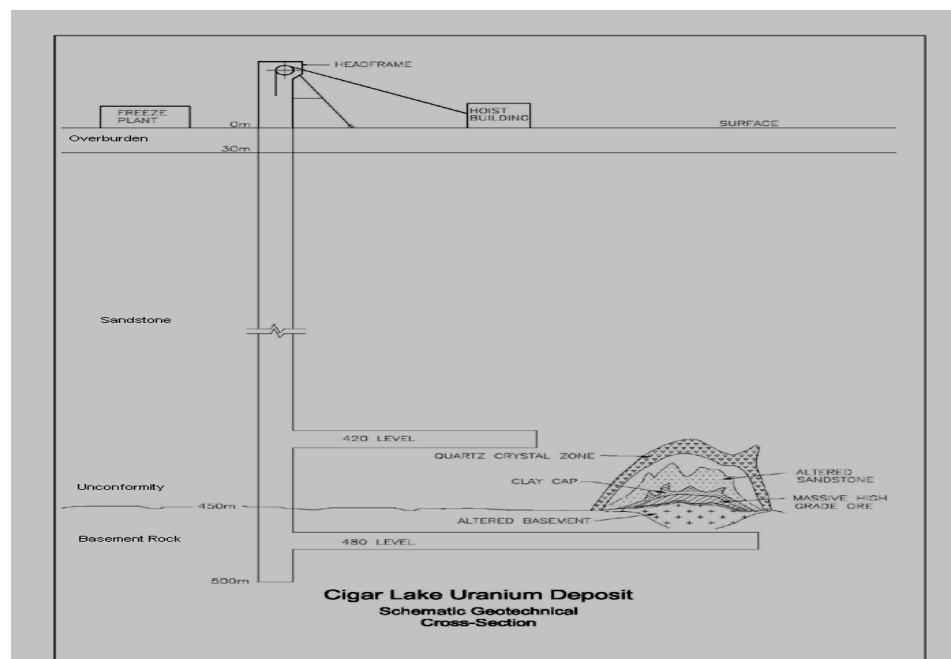 HEADFRAME
FREEZE
PLANT
HOIST
BUILDING
0m
SURFACE
Overburden
30m
Sandstone
420 LEVEL
QUARTZ CRYSTAL ZONE
CLAY CAP
ALTERED
SANDSTONE
Unconformity
MASSIVE HIGH
GRADE ORE
450m
ALTERED BASEMENT
Basement Rock
480 LEVEL
500m
Cigar Lake Uranium Deposit
Schematic Geotechnical
Cross-Section